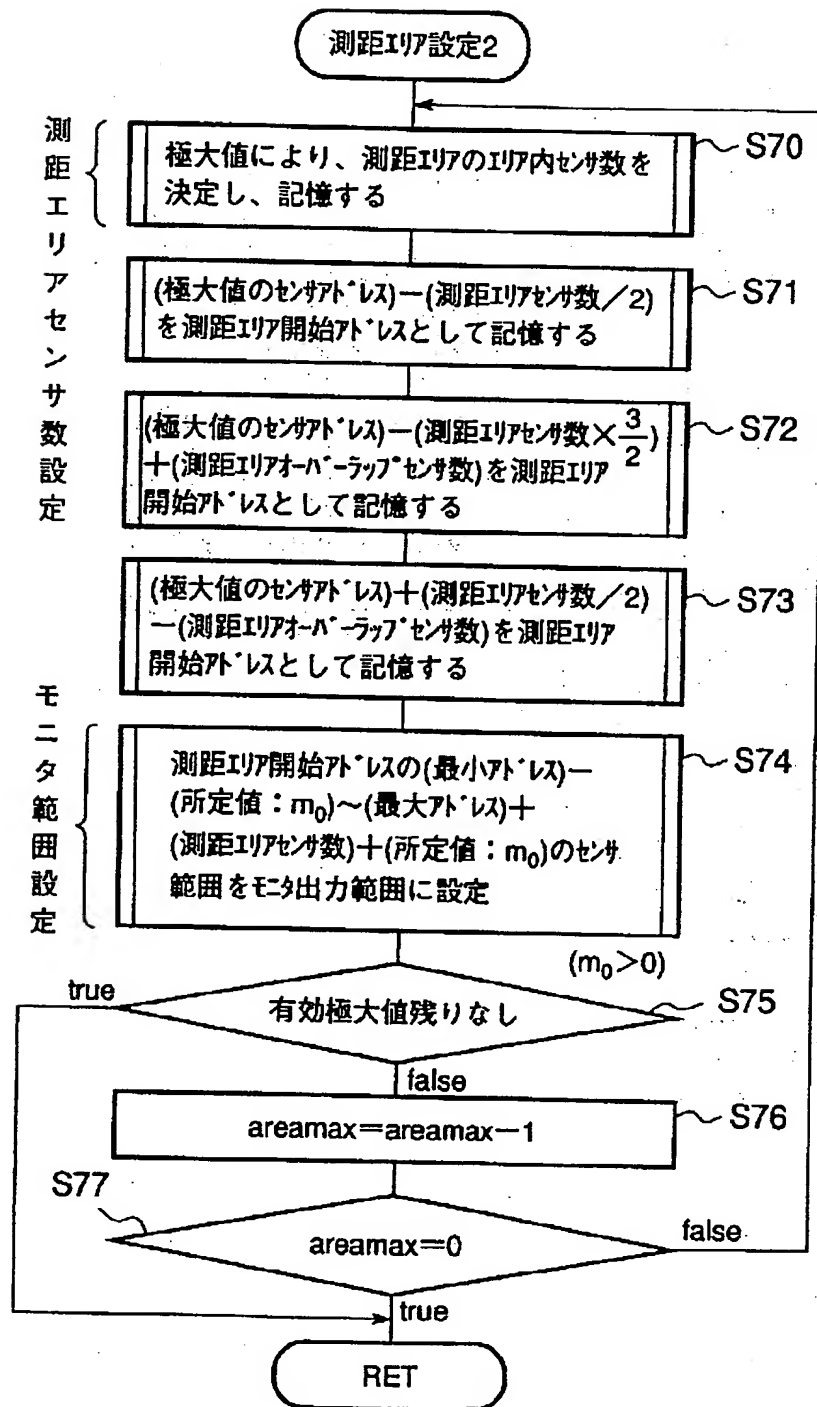 測距エリア設定2
測距エリアセンサ数設定
極大値により、測距エリアのエリア内センサ数を
決定し、記憶する
S70
(極大値のセンサアドレス)−(測距エリアセンサ数／2)
を測距エリア開始アドレスとして記憶する
S71
(極大値のセンサアドレス)−(測距エリアセンサ数×3/2)
＋(測距エリアオーバーラップセンサ数)を測距エリア
開始アドレスとして記憶する
S72
(極大値のセンサアドレス)＋(測距エリアセンサ数／2)
−(測距エリアオーバーラップセンサ数)を測距エリア
開始アドレスとして記憶する
S73
モニタ範囲設定
測距エリア開始アドレスの(最小アドレス)−
(所定値：m₀)～(最大アドレス)＋
(測距エリアセンサ数)＋(所定値：m₀)のセンサ
範囲をモニタ出力範囲に設定
S74
(m₀>0)
true
有効極大値残りなし
S75
false
areamax=areamax−1
S76
S77
areamax=0
false
true
RET